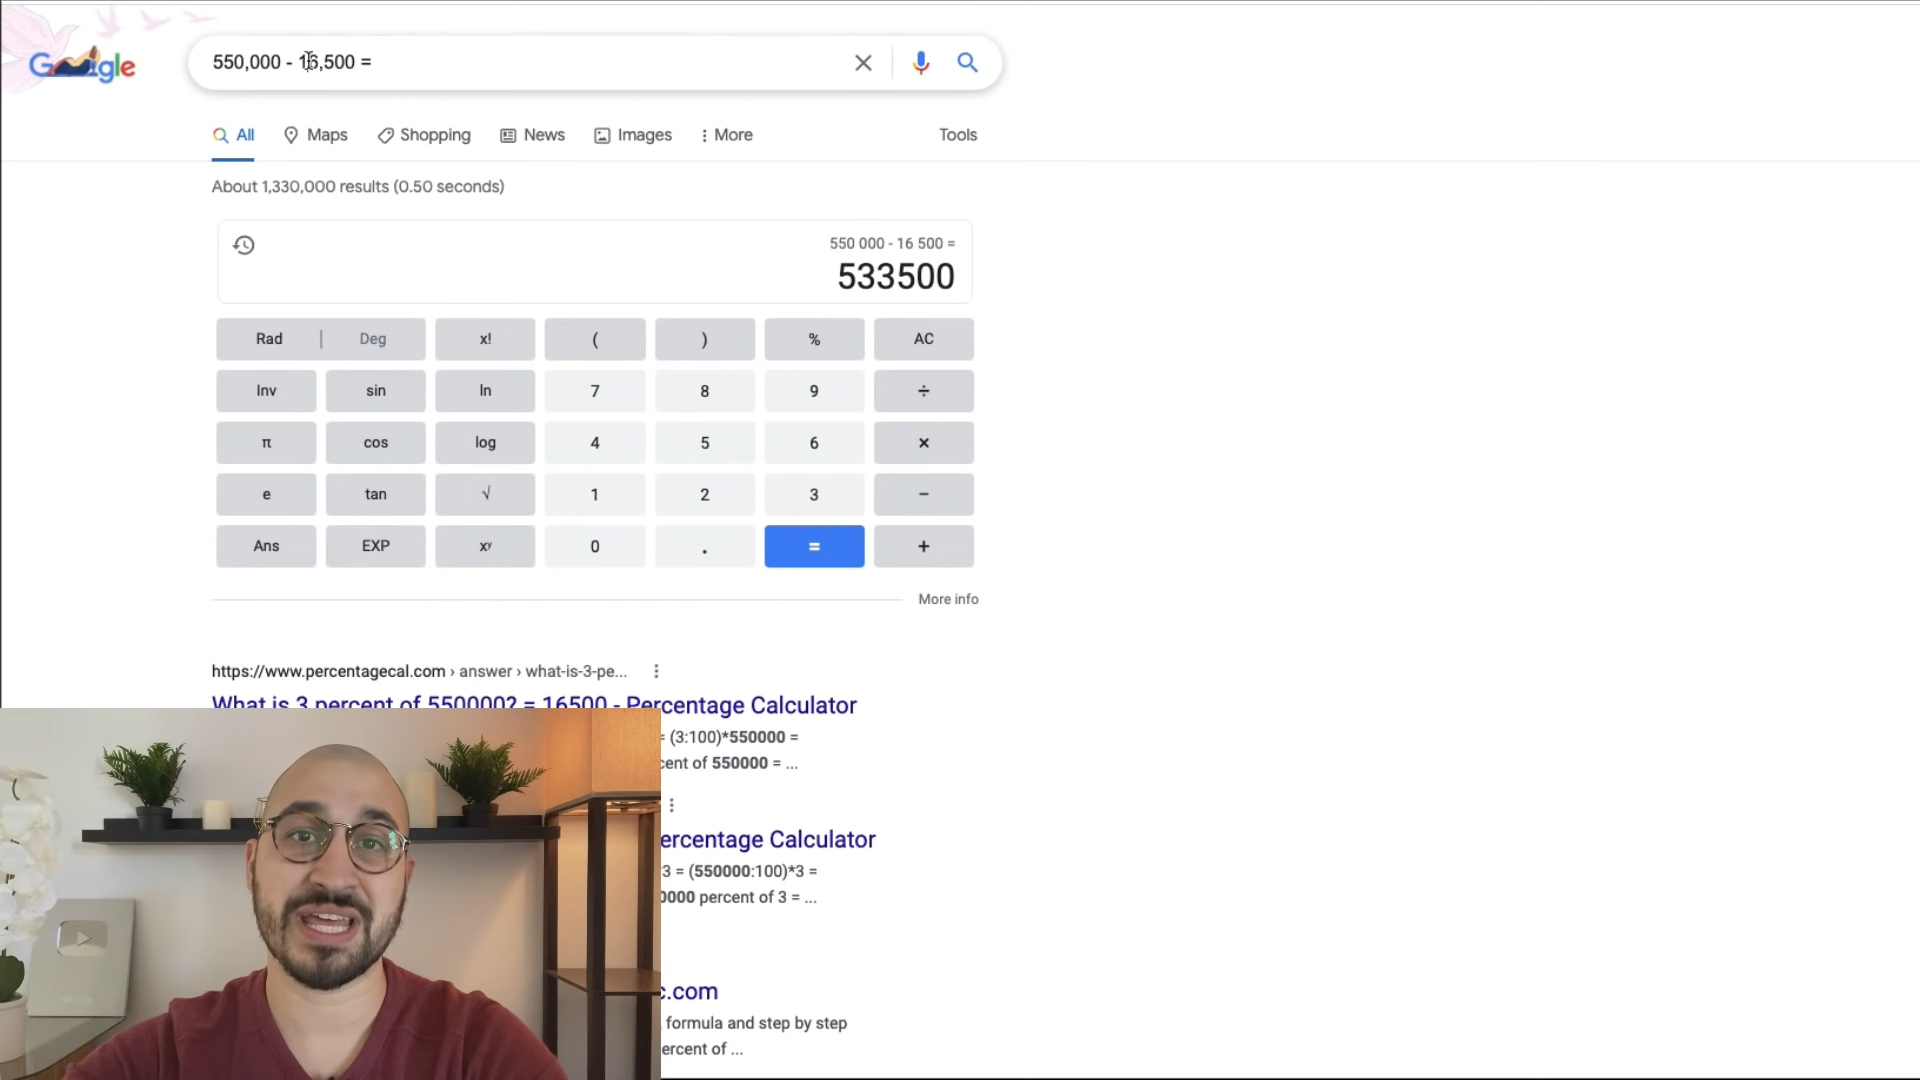 Google
550,000 - 16,500 =
All
Maps
Shopping
News
Images
More
Tools
About 1,330,000 results (0.50 seconds)
550 000 - 16 500 =
533500
Rad | Deg x! ( ) % AC
Inv sin ln 7 8 9 ÷
π cos log 4 5 6 ×
e tan √ 1 2 3 −
Ans EXP xʸ 0 . = +
More info
https://www.percentagecal.com › answer › what-is-3-pe...
What is 3 percent of 550000? = 16500 - Percentage Calculator
= (3:100)*550000 =
cent of 550000 = ...
ercentage Calculator
3 = (550000:100)*3 =
0000 percent of 3 = ...
c.com
formula and step by step
ercent of ...